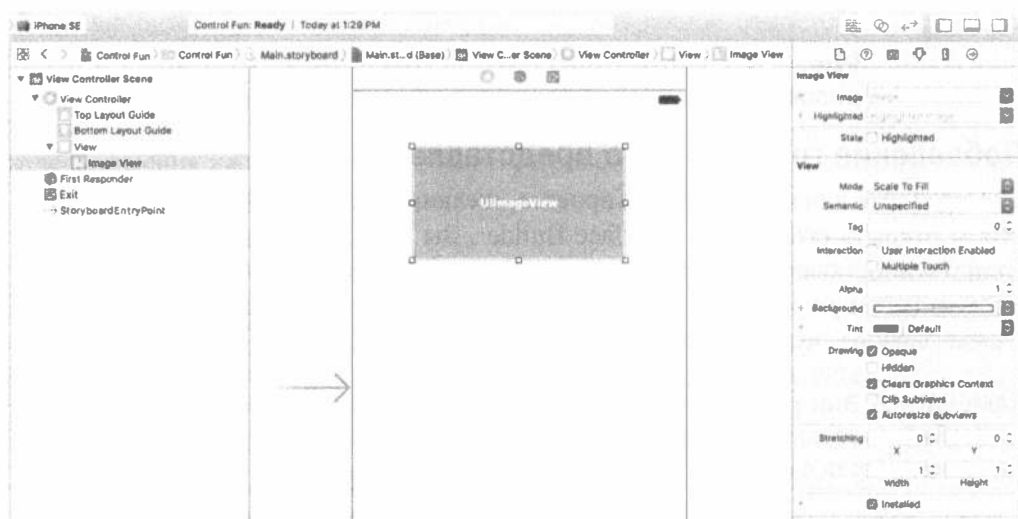 iPhone SE Control Fun: Ready | Today at 1:29 PM
Control Fun Control Fun Main.storyboard Main.st...d (Base) View C...er Scene View Controller View Image View
View Controller Scene
View Controller
Top Layout Guide
Bottom Layout Guide
View
Image View
First Responder
Exit
StoryboardEntryPoint
UIImageView
Image View
Image
Highlighted
State Highlighted
View
Mode Scale To Fill
Semantic Unspecified
Tag 0
Interaction User Interaction Enabled
Multiple Touch
Alpha 1
Background
Tint Default
Drawing Opaque
Hidden
Clears Graphics Context
Clip Subviews
Autoresize Subviews
Stretching 0 0
X Y
1 1
Width Height
Installed